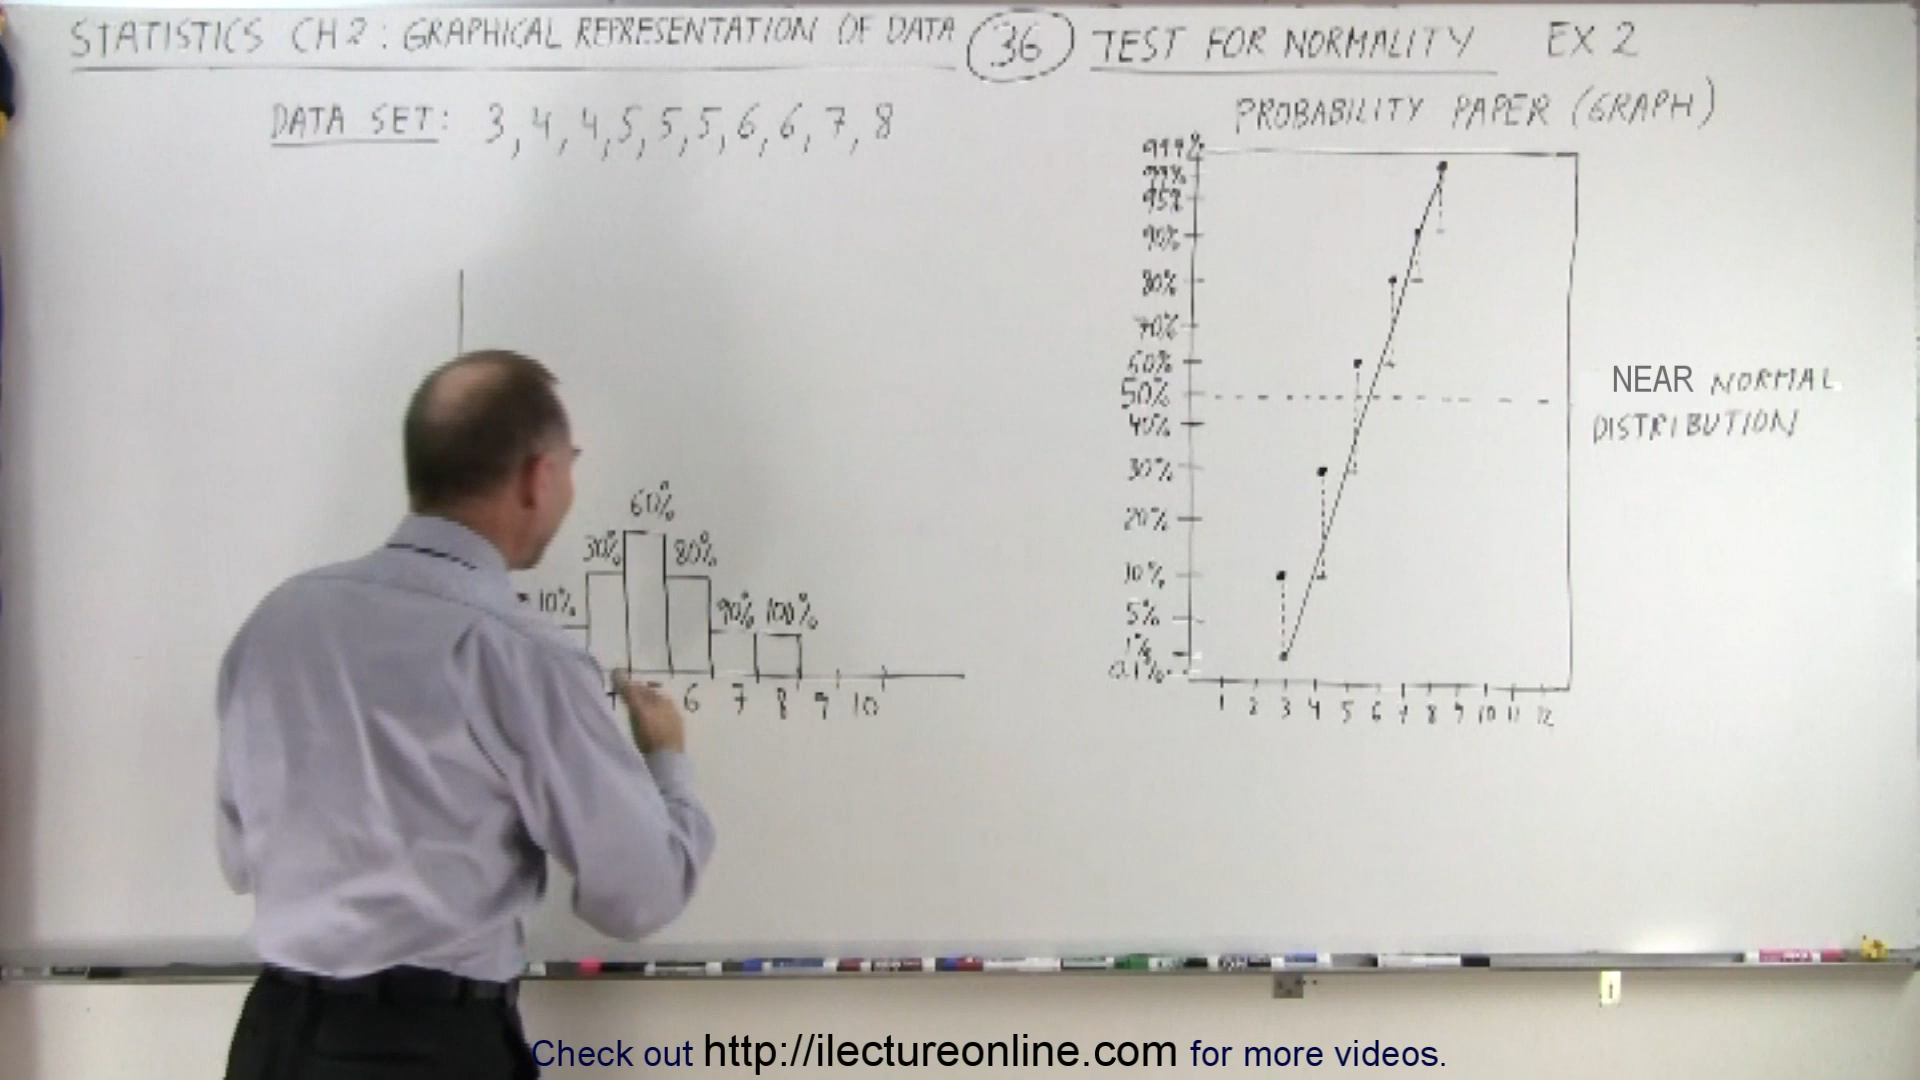 STATISTICS CH 2: GRAPHICAL REPRESENTATION OF DATA 36 TEST FOR NORMALITY EX 2
DATA SET: 3, 4, 4, 5, 5, 5, 6, 6, 7, 8
PROBABILITY PAPER (GRAPH)
99.9%
99%
95%
90%
80%
70%
60%
50%
40%
30%
20%
10%
5%
1%
0.1%
1 2 3 4 5 6 7 8 9 10 11 12
NEAR NORMAL
DISTRIBUTION
60%
30% 80%
= 10% 90% 100%
6 7 8 9 10
Check out http://ilectureonline.com for more videos.